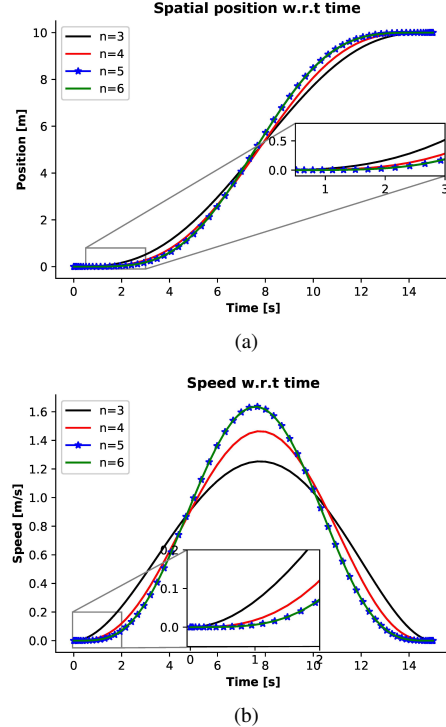 Spatial position w.r.t time
n=3
n=4
n=5
n=6
Position [m]
10
8
6
4
2
0
0.5
0.0
1
2
3
0 2 4 6 8 10 12 14
Time [s]
(a)
Speed w.r.t time
n=3
n=4
n=5
n=6
Speed [m/s]
1.6
1.4
1.2
1.0
0.8
0.6
0.4
0.2
0.0
0.2
0.1
0.0
0 1 2
0 2 4 6 8 10 12 14
Time [s]
(b)